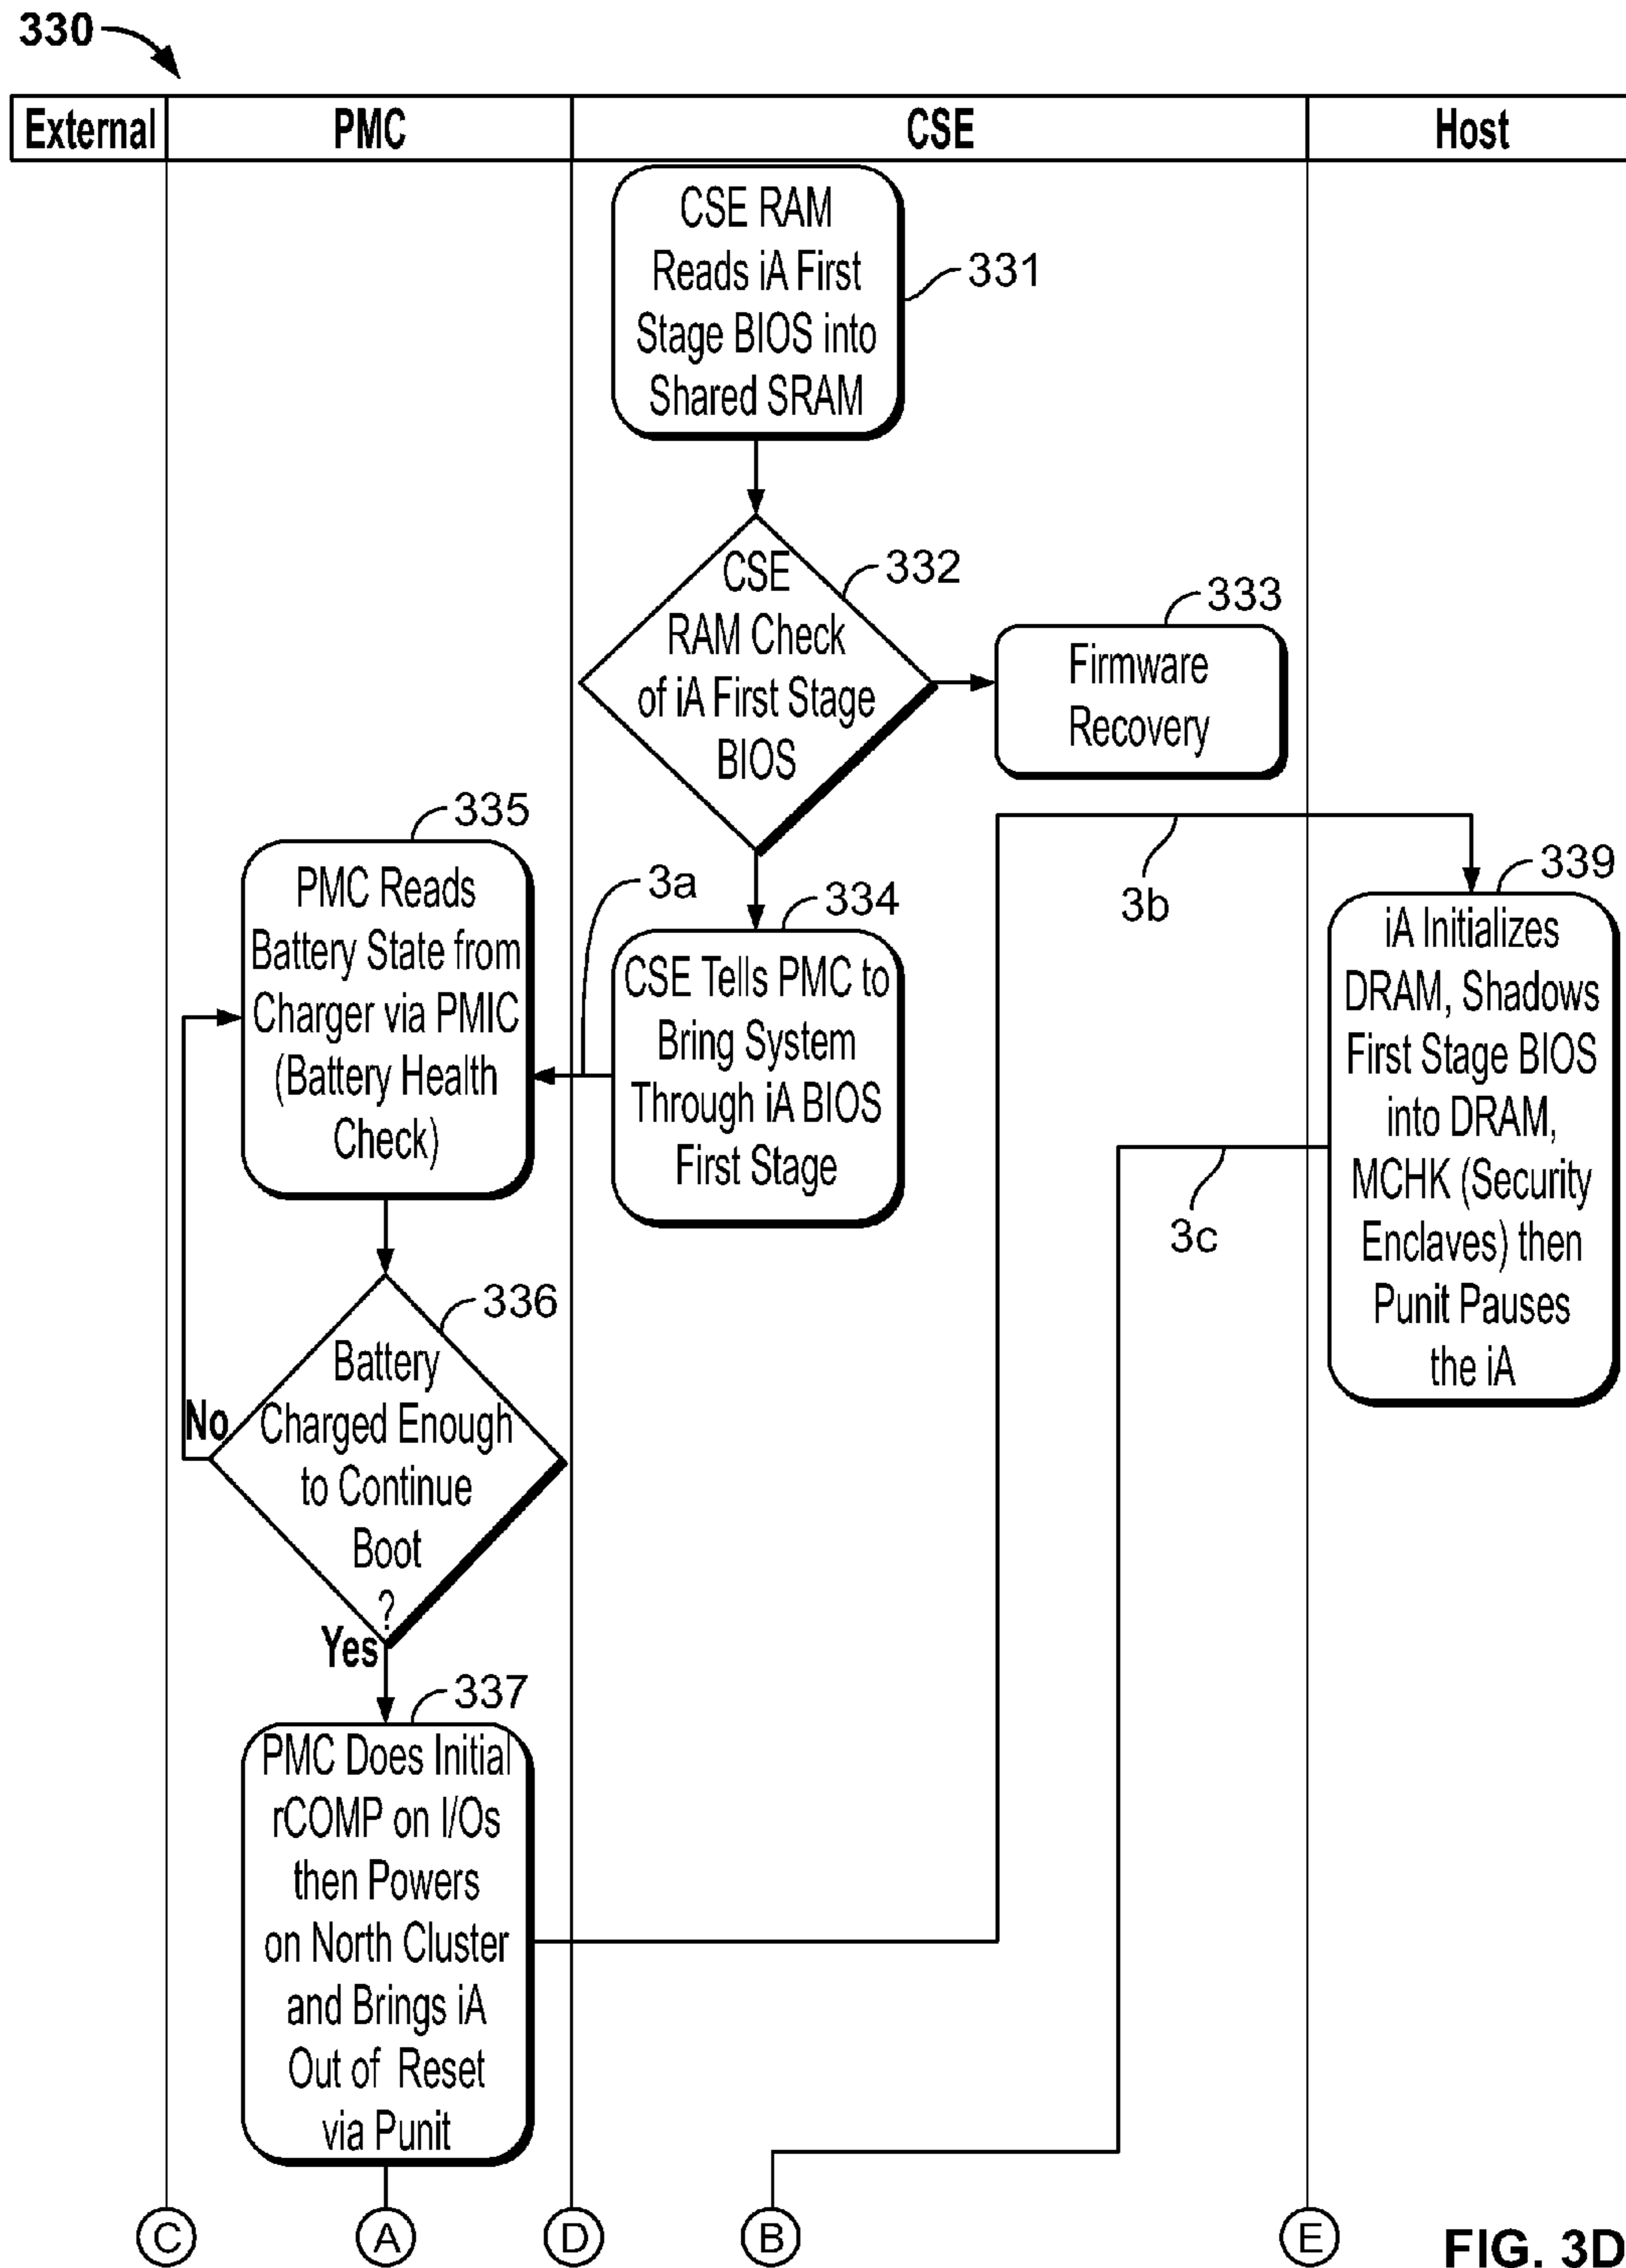 330
External PMC CSE Host
CSE RAM
Reads iA First
Stage BIOS into
Shared SRAM
331
CSE
RAM Check
of iA First Stage
BIOS
332
333
Firmware
Recovery
335
PMC Reads
Battery State from
Charger via PMIC
(Battery Health
Check)
3a
334
CSE Tells PMC to
Bring System
Through iA BIOS
First Stage
3b
339
iA Initializes
DRAM, Shadows
First Stage BIOS
into DRAM,
MCHK (Security
Enclaves) then
Punit Pauses
the iA
3c
336
Battery
Charged Enough
to Continue
Boot
?
No
Yes
337
PMC Does Initial
rCOMP on I/Os
then Powers
on North Cluster
and Brings iA
Out of Reset
via Punit
C A D B E
FIG. 3D